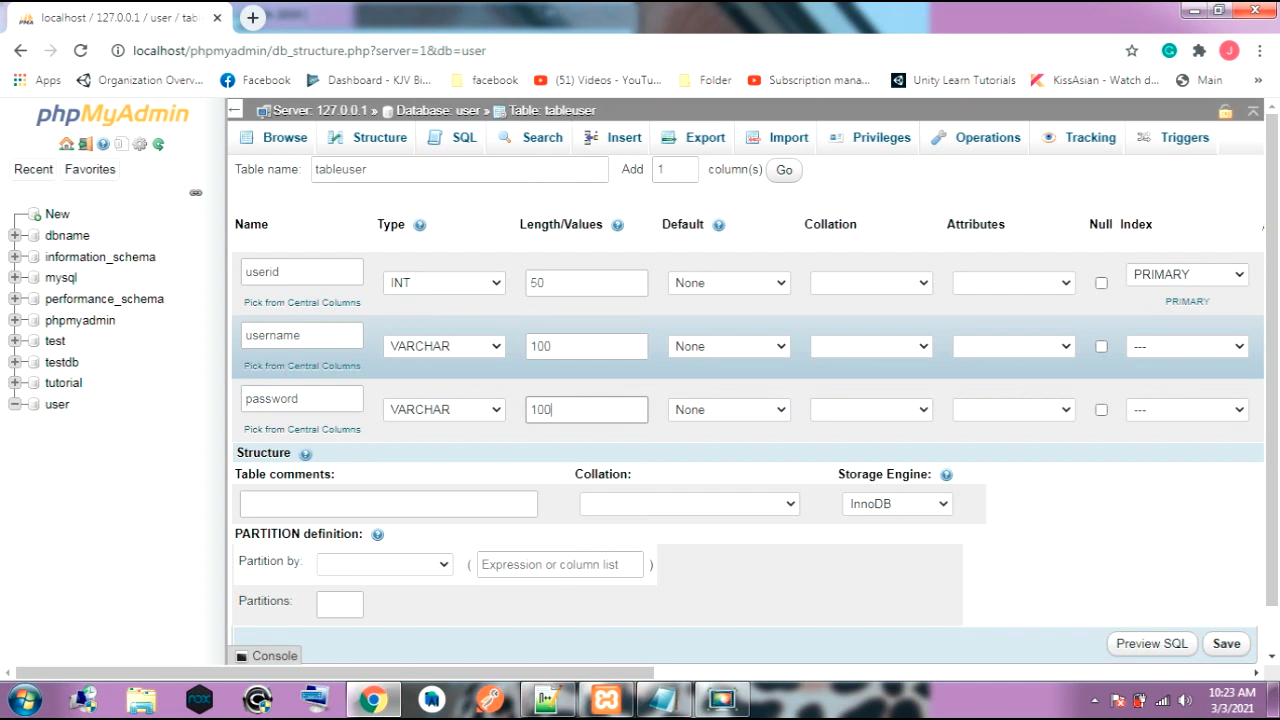 localhost / 127.0.0.1 / user / tab
localhost/phpmyadmin/db_structure.php?server=1&db=user
J
Apps
Organization Overv...
Facebook
Dashboard - KJV Bi...
facebook
(51) Videos - YouTu...
Folder
Subscription mana...
Unity Learn Tutorials
KissAsian - Watch d...
Main
»
phpMyAdmin
Recent
Favorites
New
dbname
information_schema
mysql
performance_schema
phpmyadmin
test
testdb
tutorial
user
Server: 127.0.0.1 » Database: user » Table: tableuser
Browse
Structure
SQL
Search
Insert
Export
Import
Privileges
Operations
Tracking
Triggers
Table name: tableuser Add 1 column(s) Go
Name Type Length/Values Default Collation Attributes Null Index
userid INT 50 None PRIMARY
Pick from Central Columns PRIMARY
username VARCHAR 100 None ---
Pick from Central Columns
password VARCHAR 100 None ---
Pick from Central Columns
Structure
Table comments: Collation: Storage Engine:
InnoDB
PARTITION definition:
Partition by: ( Expression or column list )
Partitions:
Preview SQL Save
Console
nox
10:23 AM
3/3/2021